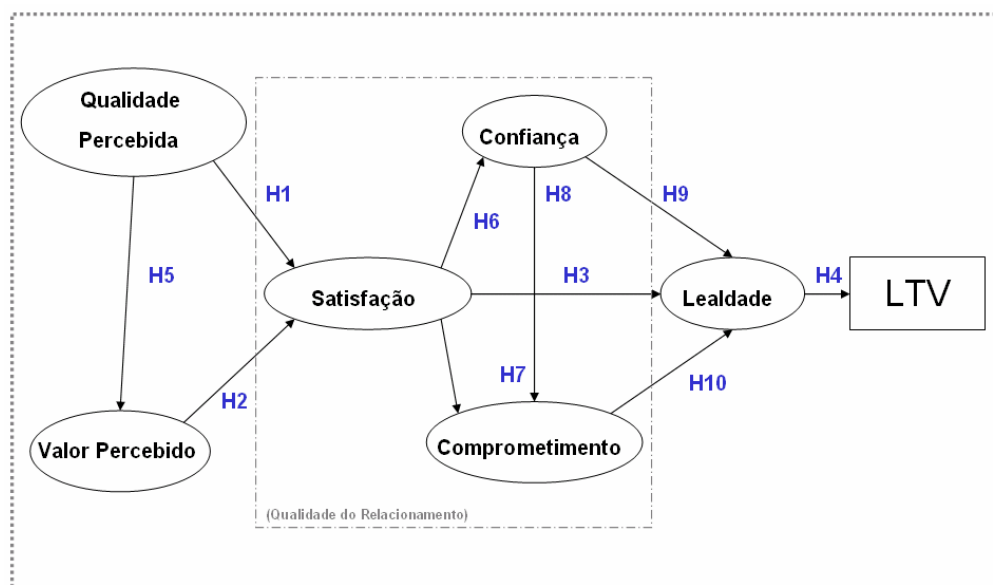 Qualidade
Percebida
Confiança
H1
H8
H9
H6
H5
H3
H4
Satisfação
Lealdade
LTV
H7
H10
H2
Valor Percebido
Comprometimento
(Qualidade do Relacionamento)